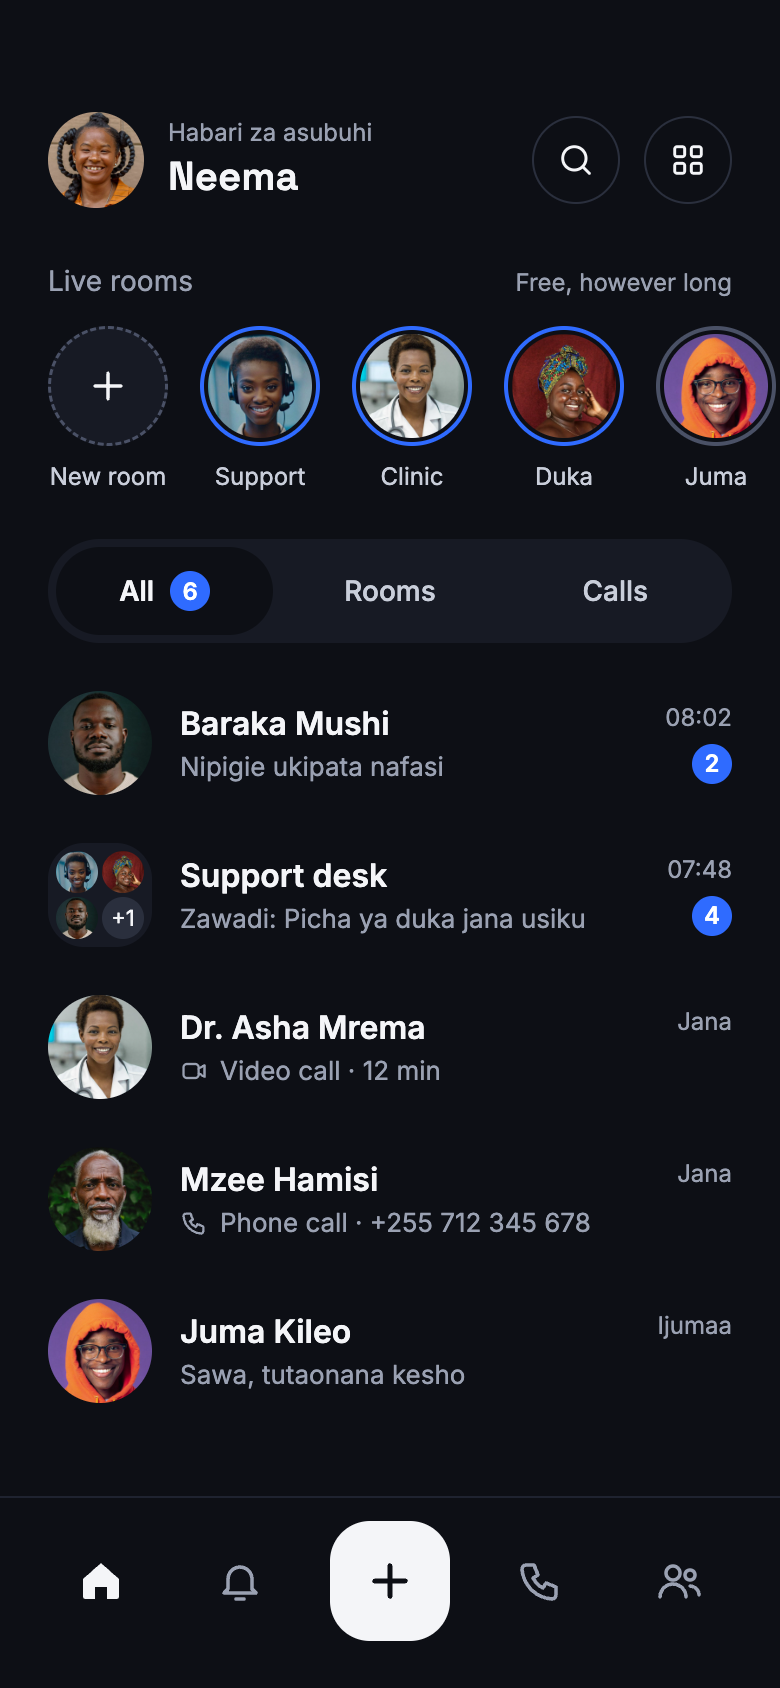 Habari za asubuhi
Neema
Live rooms
Free, however long
New room
Support
Clinic
Duka
Juma
All 6
Rooms
Calls
Baraka Mushi
08:02
Nipigie ukipata nafasi
2
Support desk
07:48
+1
Zawadi: Picha ya duka jana usiku
4
Dr. Asha Mrema
Jana
Video call · 12 min
Mzee Hamisi
Jana
Phone call · +255 712 345 678
Juma Kileo
Ijumaa
Sawa, tutaonana kesho